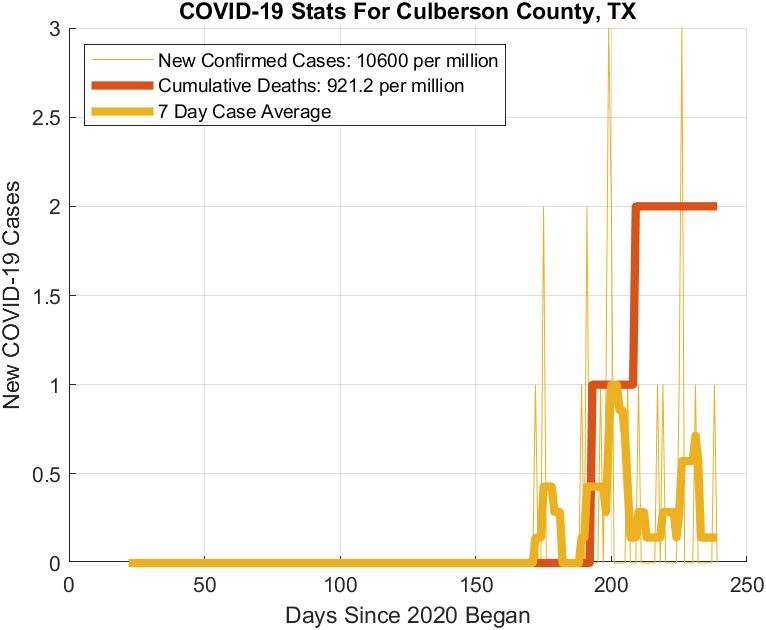 COVID-19 Stats For Culberson County, TX
New Confirmed Cases: 10600 per million
Cumulative Deaths: 921.2 per million
7 Day Case Average
New COVID-19 Cases
3
2.5
2
1.5
1
0.5
0
0 50 100 150 200 250
Days Since 2020 Began